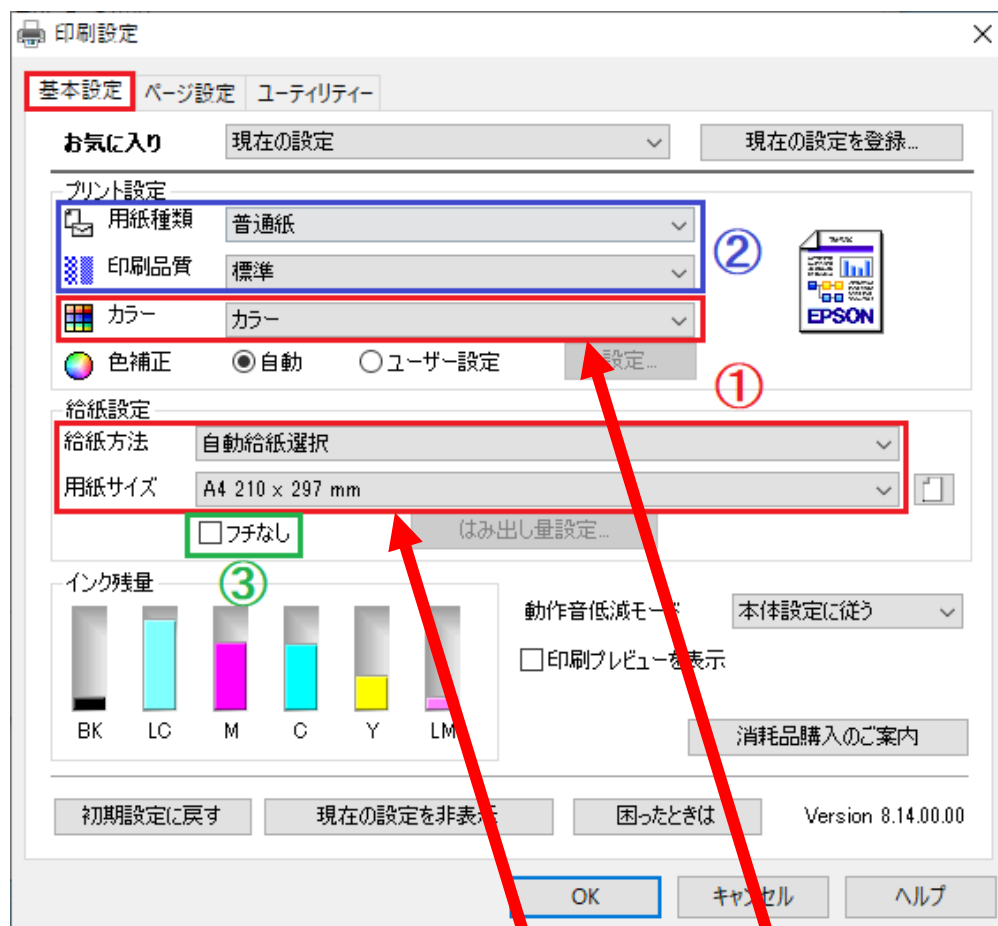 印刷設定
基本設定 ページ設定 ユーティリティー
お気に入り 現在の設定 現在の設定を登録...
プリント設定
用紙種類 普通紙
②
印刷品質 標準
EPSON
カラー カラー
色補正 自動 ユーザー設定 設定...
①
給紙設定
給紙方法 自動給紙選択
用紙サイズ A4 210 x 297 mm
フチなし はみ出し量設定...
③
インク残量
動作音低減モード 本体設定に従う
印刷プレビューを表示
BK LC M C Y LM
消耗品購入のご案内
初期設定に戻す 現在の設定を非表示 困ったときは Version 8.14.00.00
OK キャンセル ヘルプ